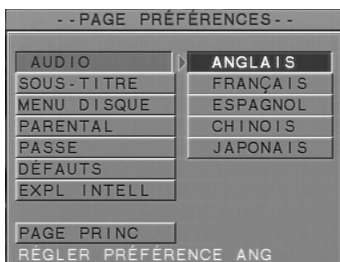 --PAGE PRÉFÉRENCES--
AUDIO
SOUS-TITRE
MENU DISQUE
PARENTAL
PASSE
DÉFAUTS
EXPL INTELL
PAGE PRINC
ANGLAIS
FRANÇAIS
ESPAGNOL
CHINOIS
JAPONAIS
RÉGLER PRÉFÉRENCE ANG